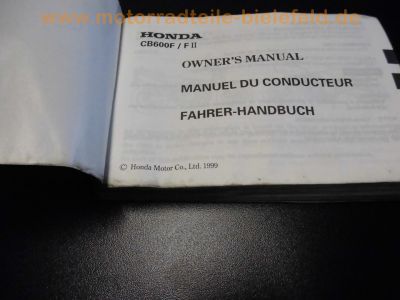 www.motorradteile-bielefeld.de
HONDA
CB600F / F II
OWNER'S MANUAL
MANUEL DU CONDUCTEUR
FAHRER-HANDBUCH
© Honda Motor Co., Ltd. 1999